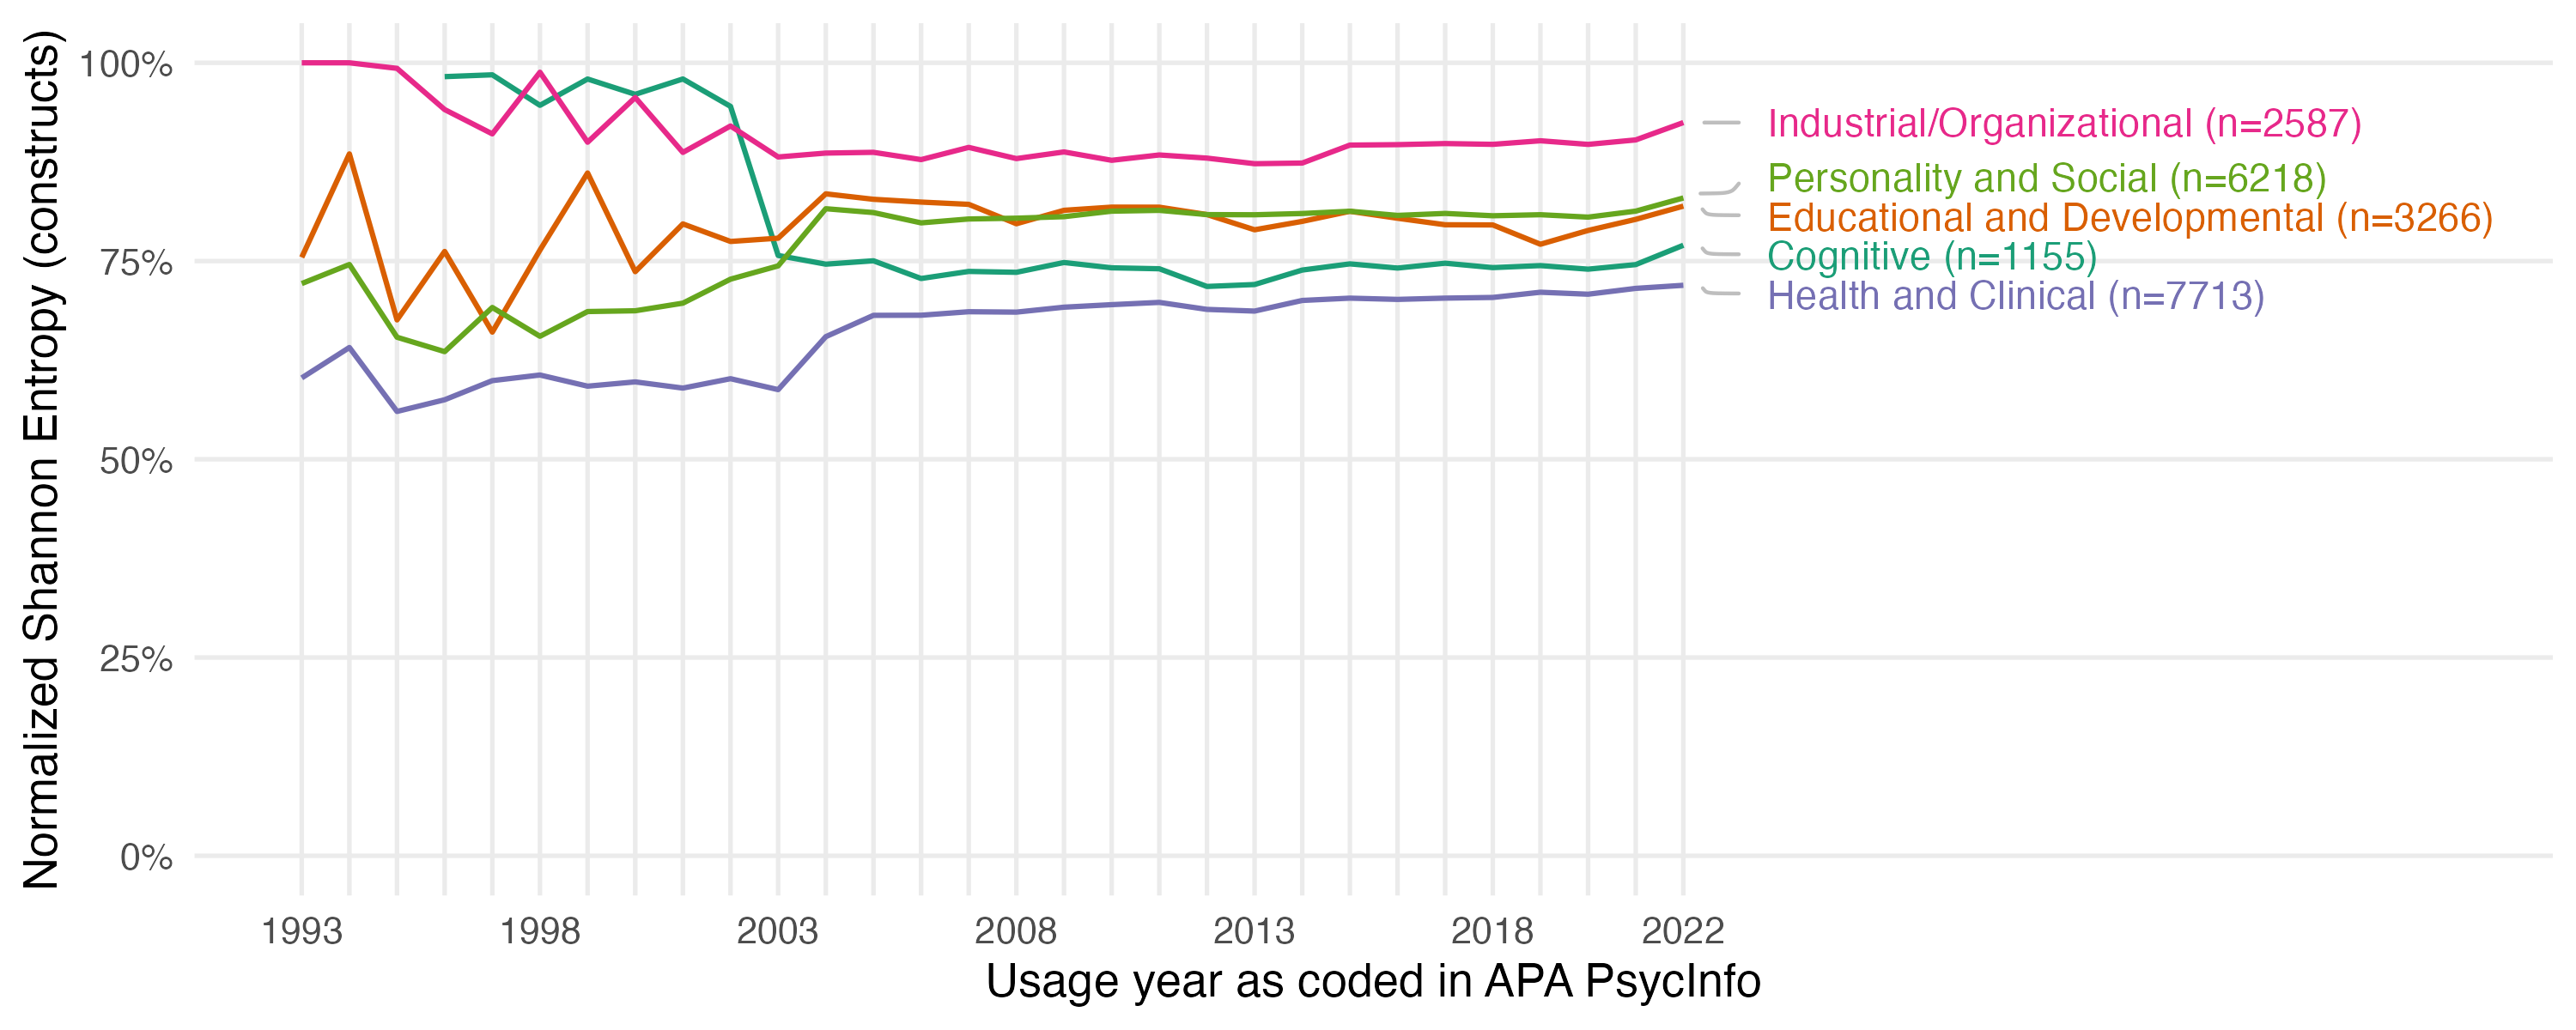 Normalized Shannon Entropy (constructs)
100%
75%
50%
25%
0%
Industrial/Organizational (n=2587)
Personality and Social (n=6218)
Educational and Developmental (n=3266)
Cognitive (n=1155)
Health and Clinical (n=7713)
1993 1998 2003 2008 2013 2018 2022
Usage year as coded in APA PsycInfo